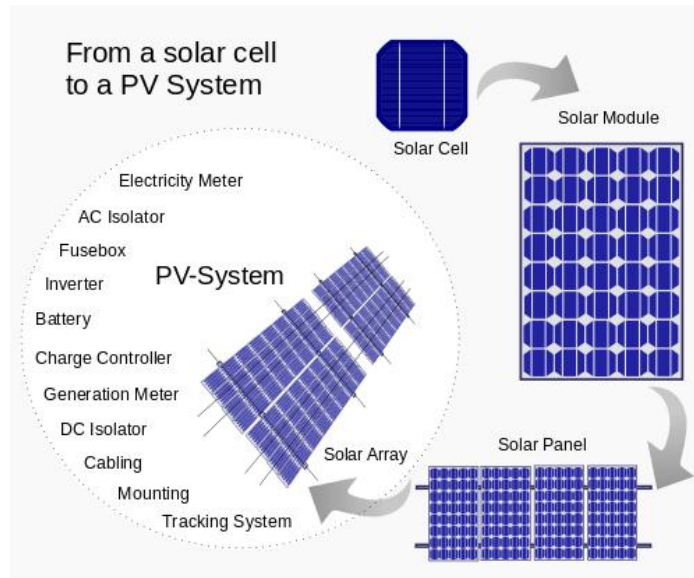 From a solar cell
to a PV System
Solar Cell
Solar Module
Solar Panel
Solar Array
PV-System
Electricity Meter
AC Isolator
Fusebox
Inverter
Battery
Charge Controller
Generation Meter
DC Isolator
Cabling
Mounting
Tracking System